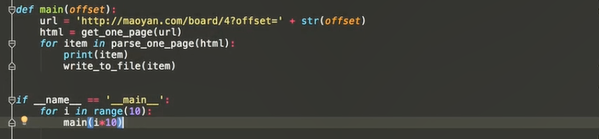 def main(offset):
    url = 'http://maoyan.com/board/4?offset=' + str(offset)
    html = get_one_page(url)
    for item in parse_one_page(html):
        print(item)
        write_to_file(item)
if __name__ == '__main__':
    for i in range(10):
        main(i*10)